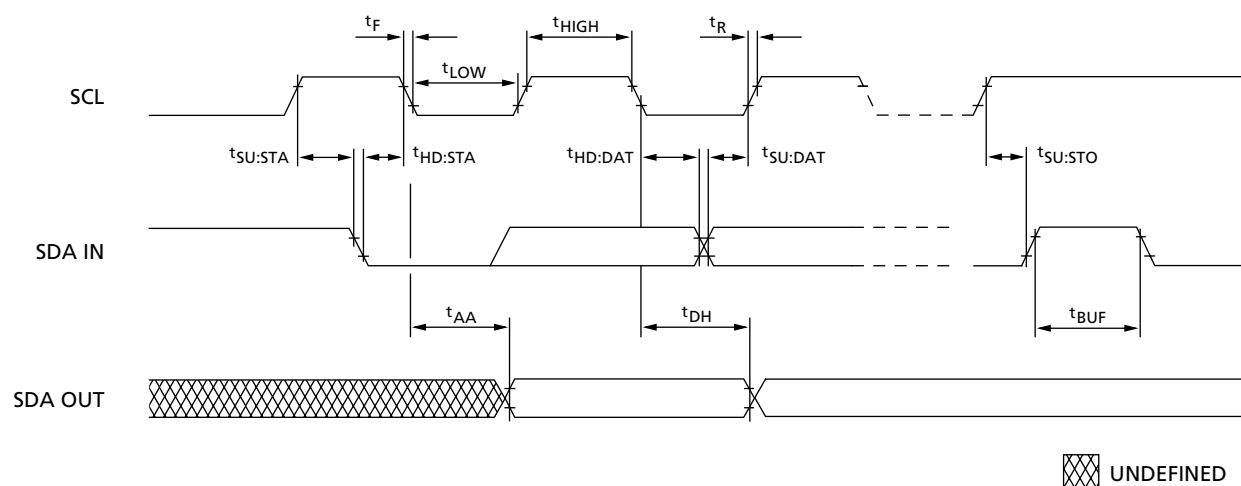 tF
tHIGH
tR
tLOW
SCL
tSU:STA
tHD:STA
tHD:DAT
tSU:DAT
tSU:STO
SDA IN
tAA
tDH
tBUF
SDA OUT
UNDEFINED